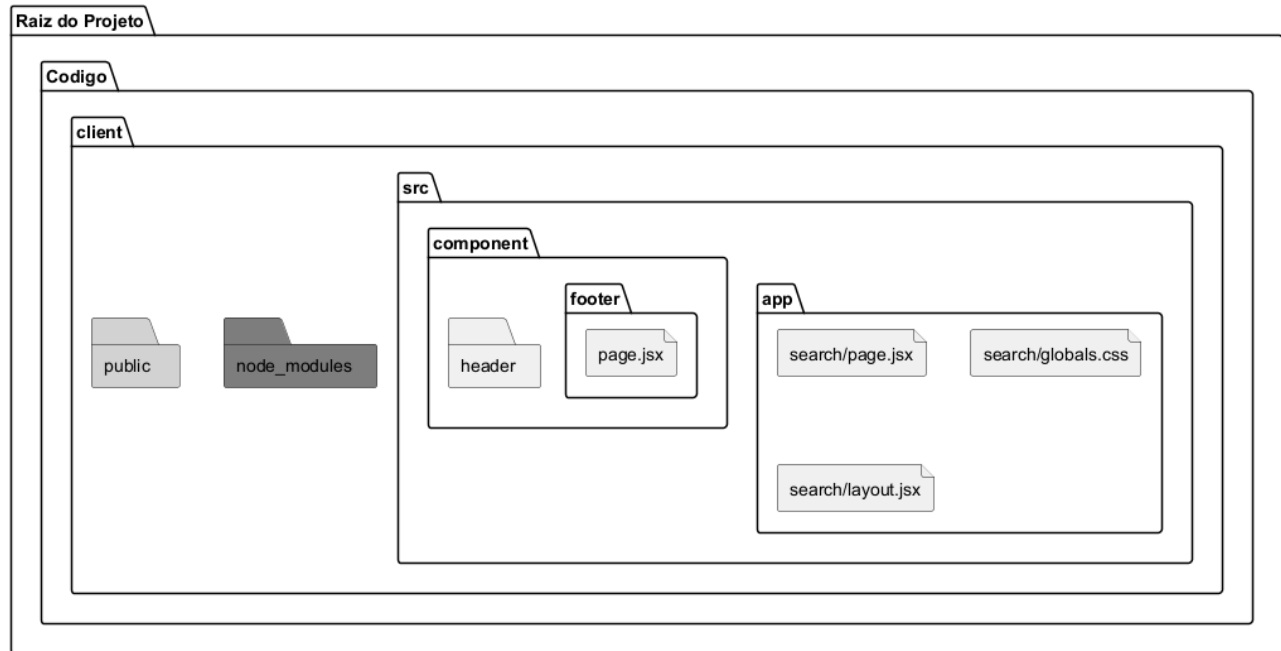 Raiz do Projeto
Codigo
client
src
component
footer
app
page.jsx
search/page.jsx
search/globals.css
public
node_modules
header
search/layout.jsx